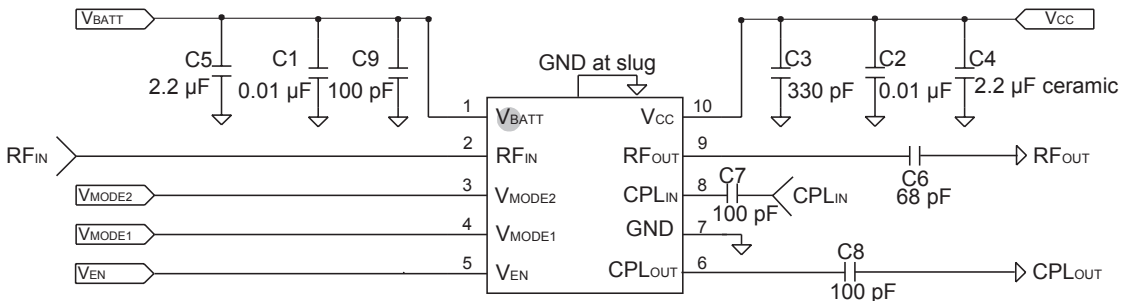 VBATT
VCC
C5
2.2 µF
C1
0.01 µF
C9
100 pF
GND at slug
C3
330 pF
C2
0.01 µF
C4
2.2 µF ceramic
1
VBATT
VCC
10
RFIN
2
RFIN
RFOUT
9
C6
68 pF
RFOUT
VMODE2
3
VMODE2
CPLIN
8
C7
100 pF
CPLIN
VMODE1
4
VMODE1
GND
7
VEN
5
VEN
CPLOUT
6
C8
100 pF
CPLOUT